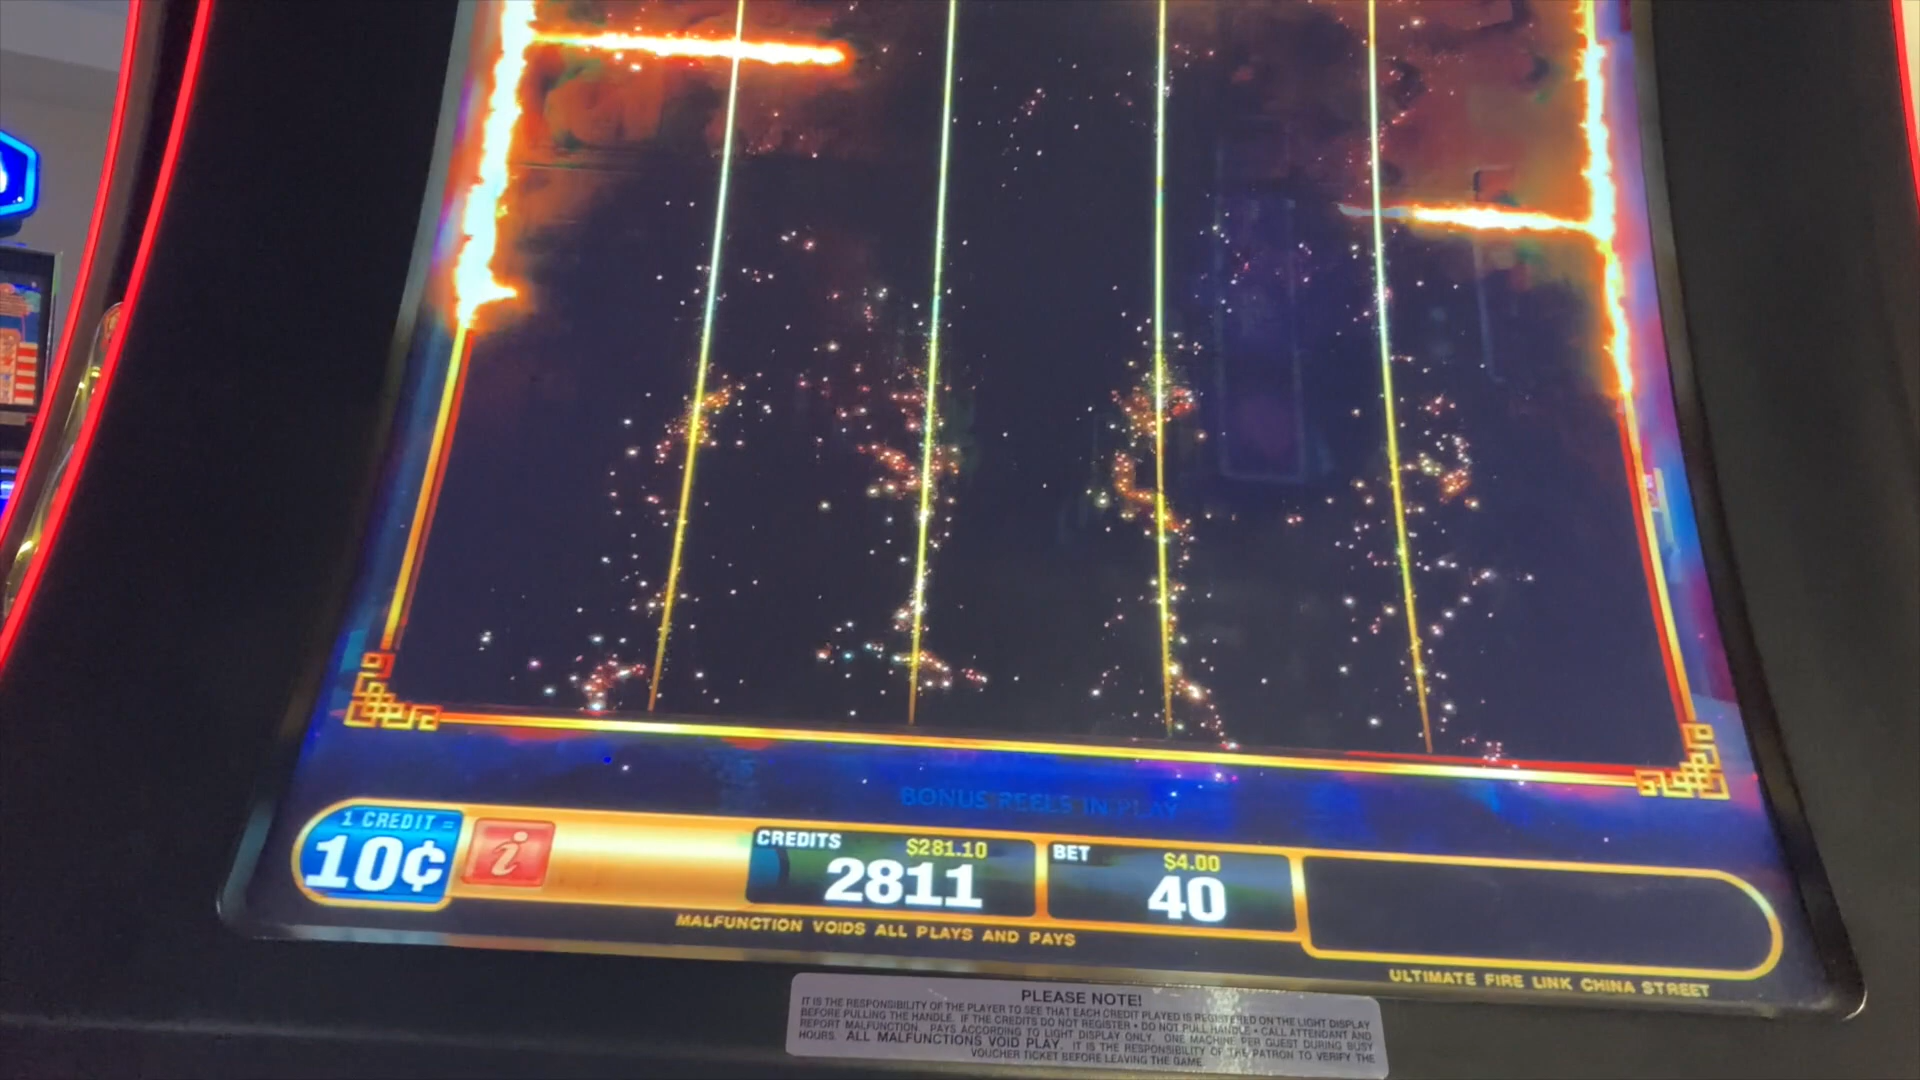 BONUS REELS IN PLAY
1 CREDIT =
10¢
i
CREDITS
$281.10
2811
BET
$4.00
40
MALFUNCTION VOIDS ALL PLAYS AND PAYS
ULTIMATE FIRE LINK CHINA STREET
PLEASE NOTE!
IT IS THE RESPONSIBILITY OF THE PLAYER TO SEE THAT EACH CREDIT PLAYED IS REGISTERED ON THE LIGHT DISPLAY
BEFORE PULLING THE HANDLE. IF THE CREDITS DO NOT REGISTER • DO NOT PULL HANDLE • CALL ATTENDANT AND
REPORT MALFUNCTION. PAYS ACCORDING TO LIGHT DISPLAY ONLY. ONE MACHINE PER GUEST DURING BUSY
HOURS. ALL MALFUNCTIONS VOID PLAY. IT IS THE RESPONSIBILITY OF THE PATRON TO VERIFY THE
VOUCHER TICKET BEFORE LEAVING THE GAME.